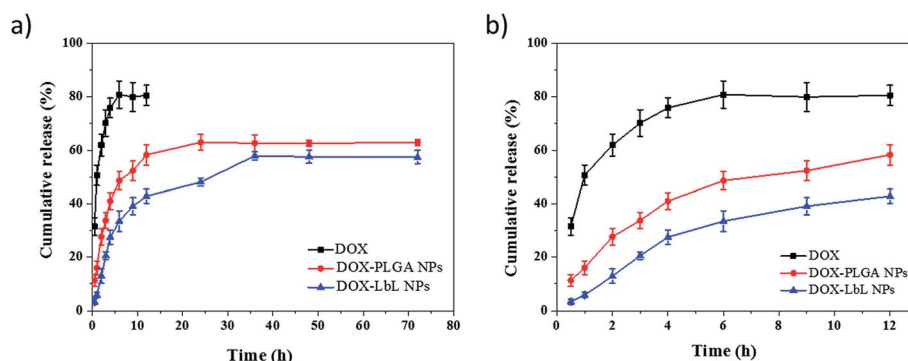 a)
Cumulative release (%)
100
80
60
40
20
0
DOX
DOX-PLGA NPs
DOX-LbL NPs
0 10 20 30 40 50 60 70 80
Time (h)
b)
Cumulative release (%)
100
80
60
40
20
0
DOX
DOX-PLGA NPs
DOX-LbL NPs
0 2 4 6 8 10 12
Time (h)